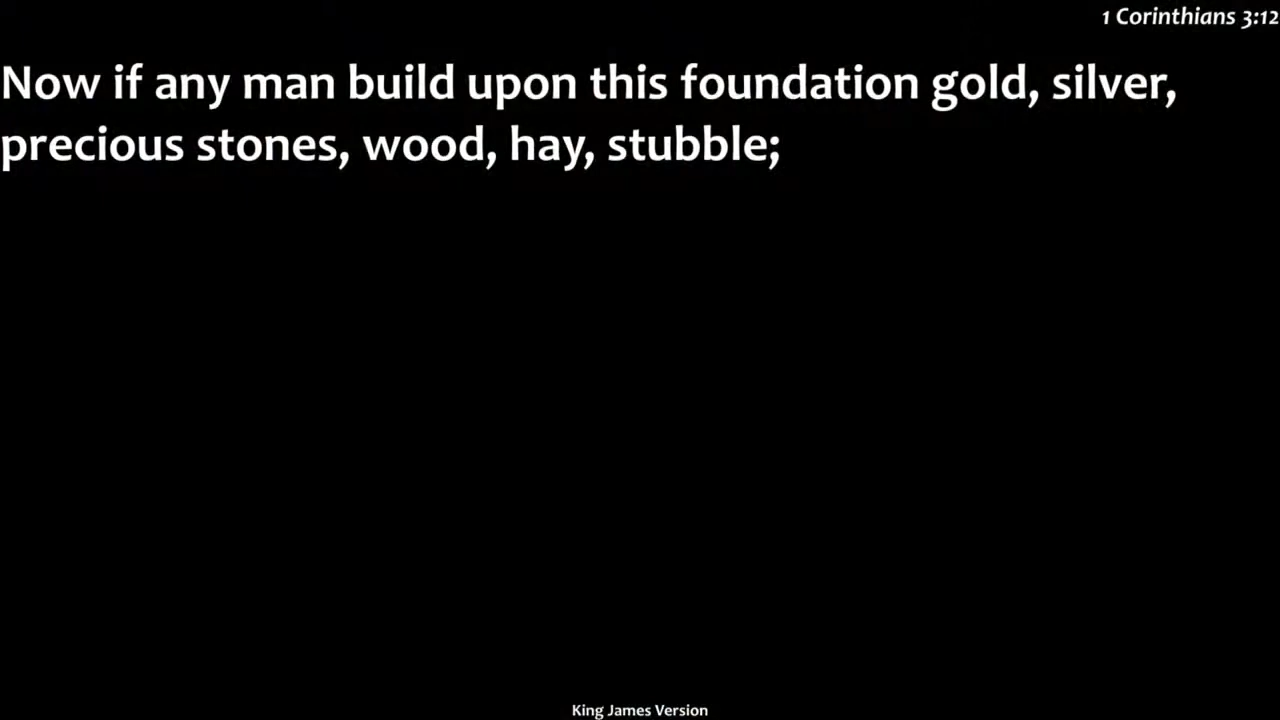 1 Corinthians 3:12
Now if any man build upon this foundation gold, silver,
precious stones, wood, hay, stubble;
King James Version